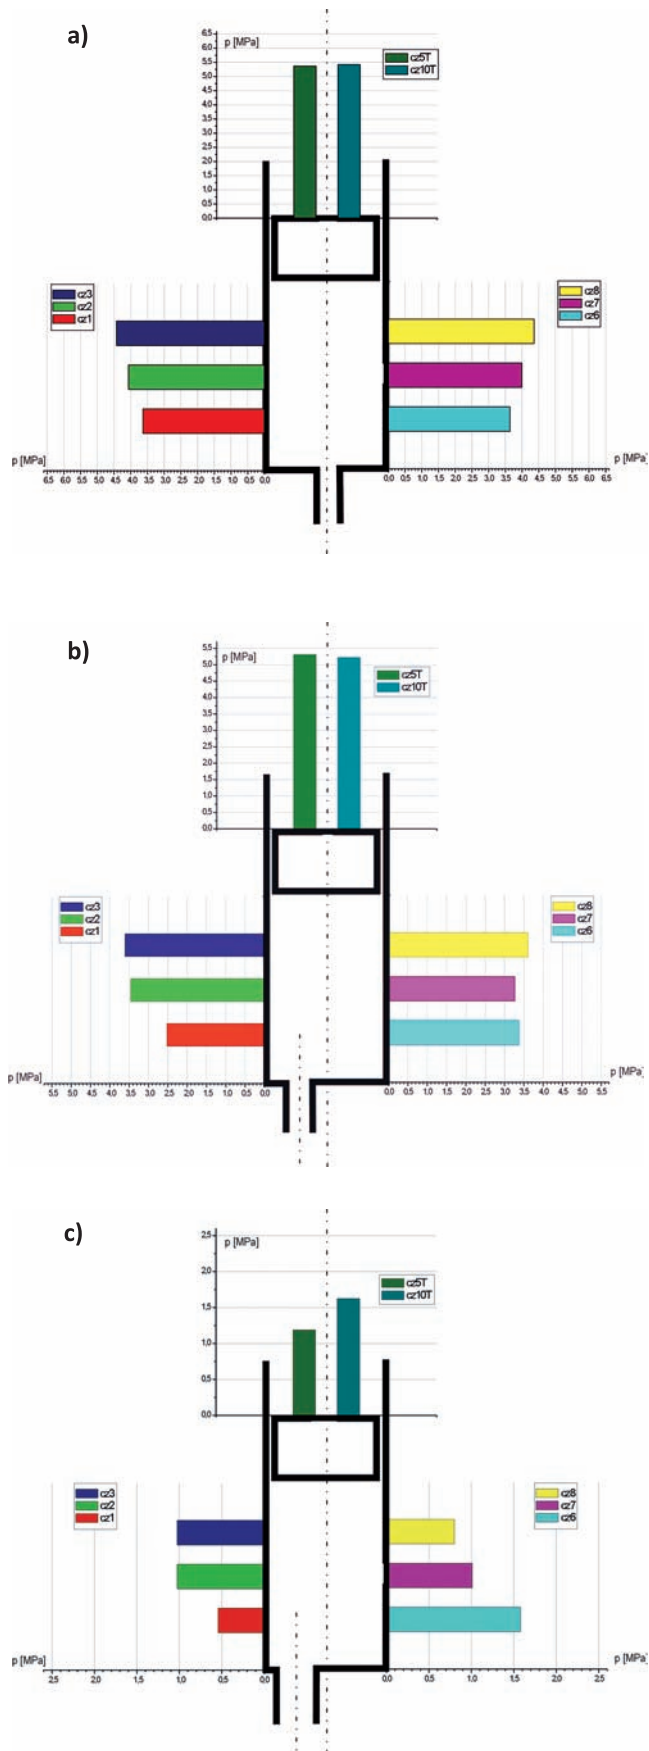 a)
p [MPa]
6,5
6,0
5,5
5,0
4,5
4,0
3,5
3,0
2,5
2,0
1,5
1,0
0,5
0,0
cz5T
cz10T
cz3
cz2
cz1
cz8
cz7
cz6
p [MPa]
6,5 6,0 5,5 5,0 4,5 4,0 3,5 3,0 2,5 2,0 1,5 1,0 0,5 0,0
0,0 0,5 1,0 1,5 2,0 2,5 3,0 3,5 4,0 4,5 5,0 5,5 6,0 6,5
p [MPa]
b)
p [MPa]
5,5
5,0
4,5
4,0
3,5
3,0
2,5
2,0
1,5
1,0
0,5
0,0
cz5T
cz10T
cz3
cz2
cz1
cz8
cz7
cz6
p [MPa]
5,5 5,0 4,5 4,0 3,5 3,0 2,5 2,0 1,5 1,0 0,5 0,0
0,0 0,5 1,0 1,5 2,0 2,5 3,0 3,5 4,0 4,5 5,0 5,5
p [MPa]
c)
p [MPa]
2,5
2,0
1,5
1,0
0,5
0,0
cz5T
cz10T
cz3
cz2
cz1
cz8
cz7
cz6
p [MPa]
2,5 2,0 1,5 1,0 0,5 0,0
0,0 0,5 1,0 1,5 2,0 2,5
p [MPa]